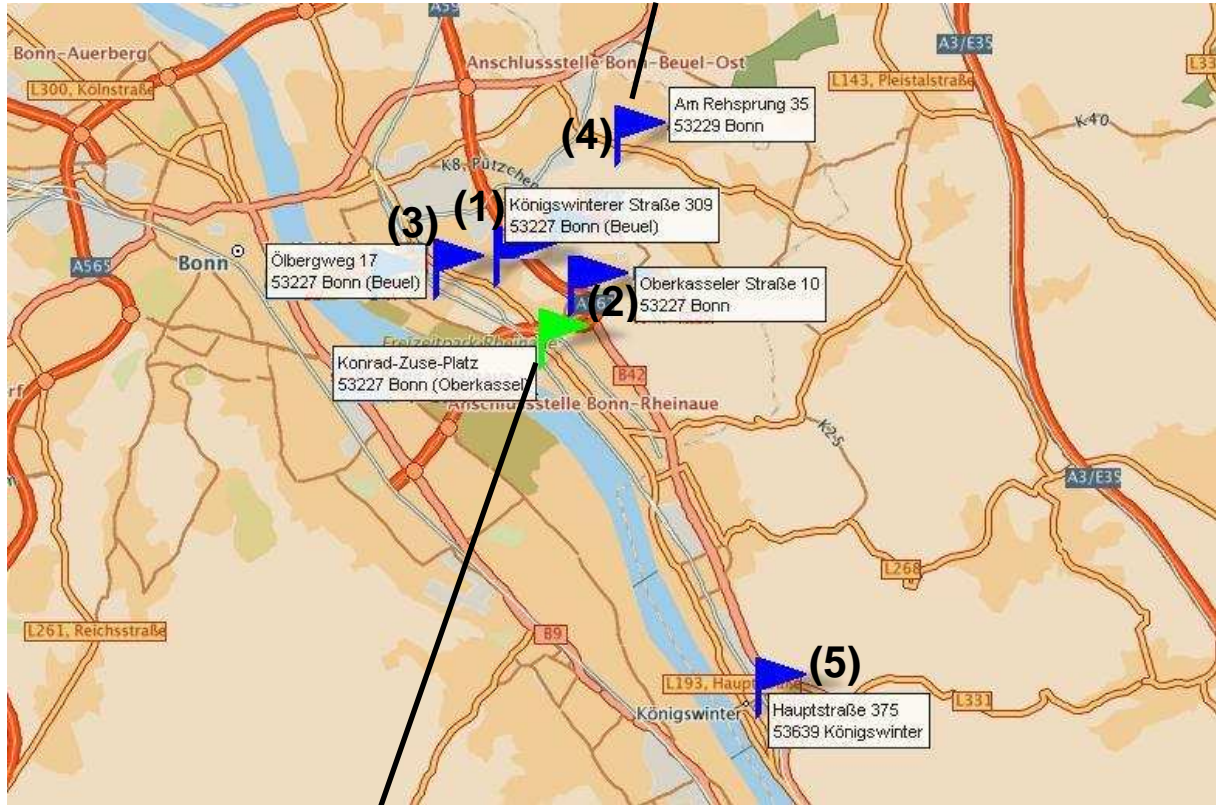 A59
Bonn-Auerberg
A3/E35
Anschlussstelle Bonn-Beuel-Ost
L300, Kölnstraße
L143, Pleistalstraße
Am Rehsprung 35
53229 Bonn
(4)
K-40
K8, Pützchen
(1)
Königswinterer Straße 309
53227 Bonn (Beuel)
(3)
Bonn
A565
Ölbergweg 17
53227 Bonn (Beuel)
Oberkasseler Straße 10
53227 Bonn
(2)
Konrad-Zuse-Platz
53227 Bonn (Oberkassel)
B42
Anschlussstelle Bonn-Rheinaue
K-25
A3/E35
L268
L261, Reichsstraße
B9
(5)
L193, Hauptstraße
L331
Königswinter
Hauptstraße 375
53639 Königswinter